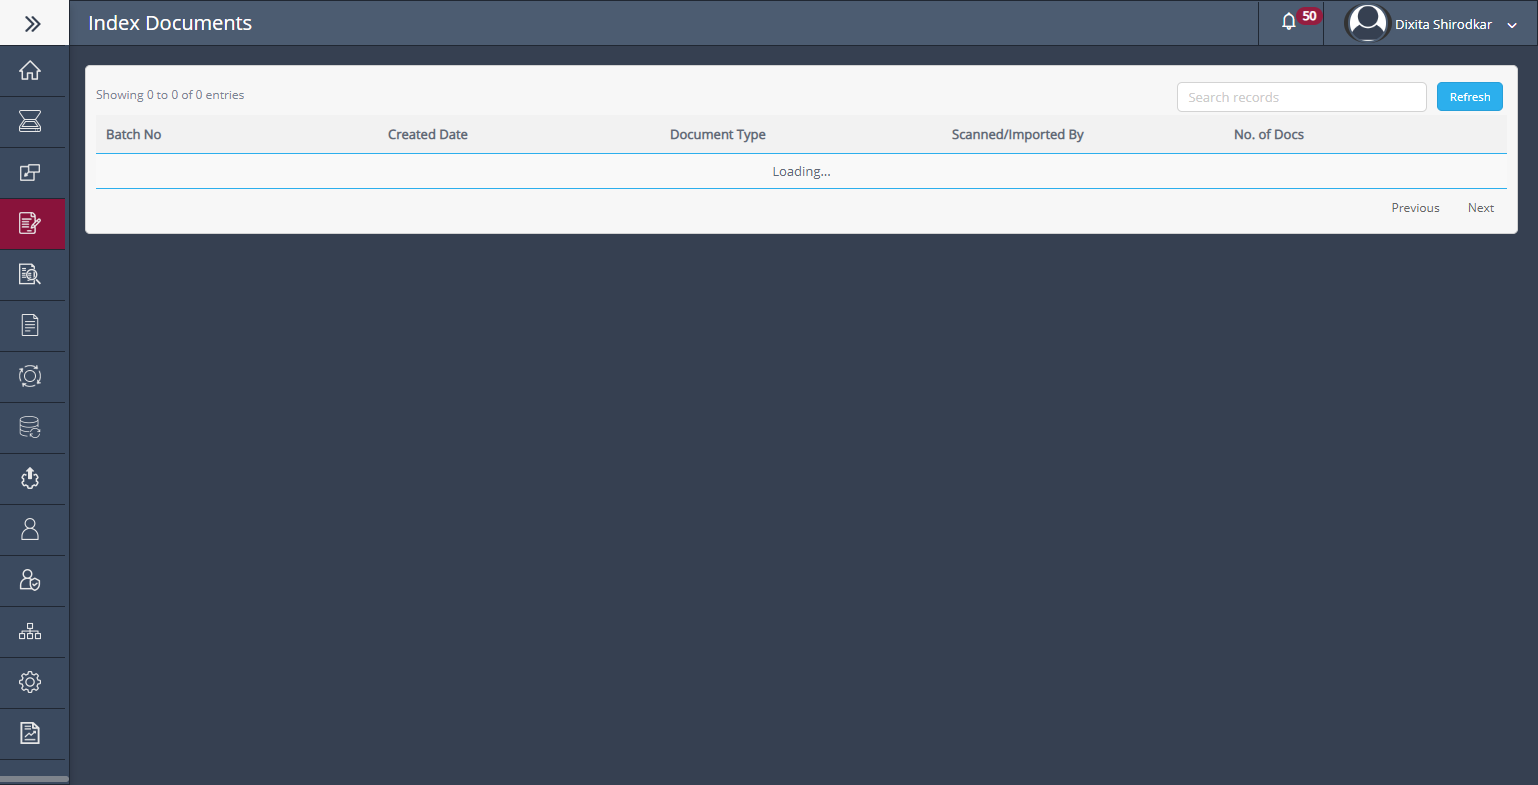 Index Documents
50
Dixita Shirodkar
Showing 0 to 0 of 0 entries
Search records
Refresh
Batch No
Created Date
Document Type
Scanned/Imported By
No. of Docs
Loading...
Previous
Next